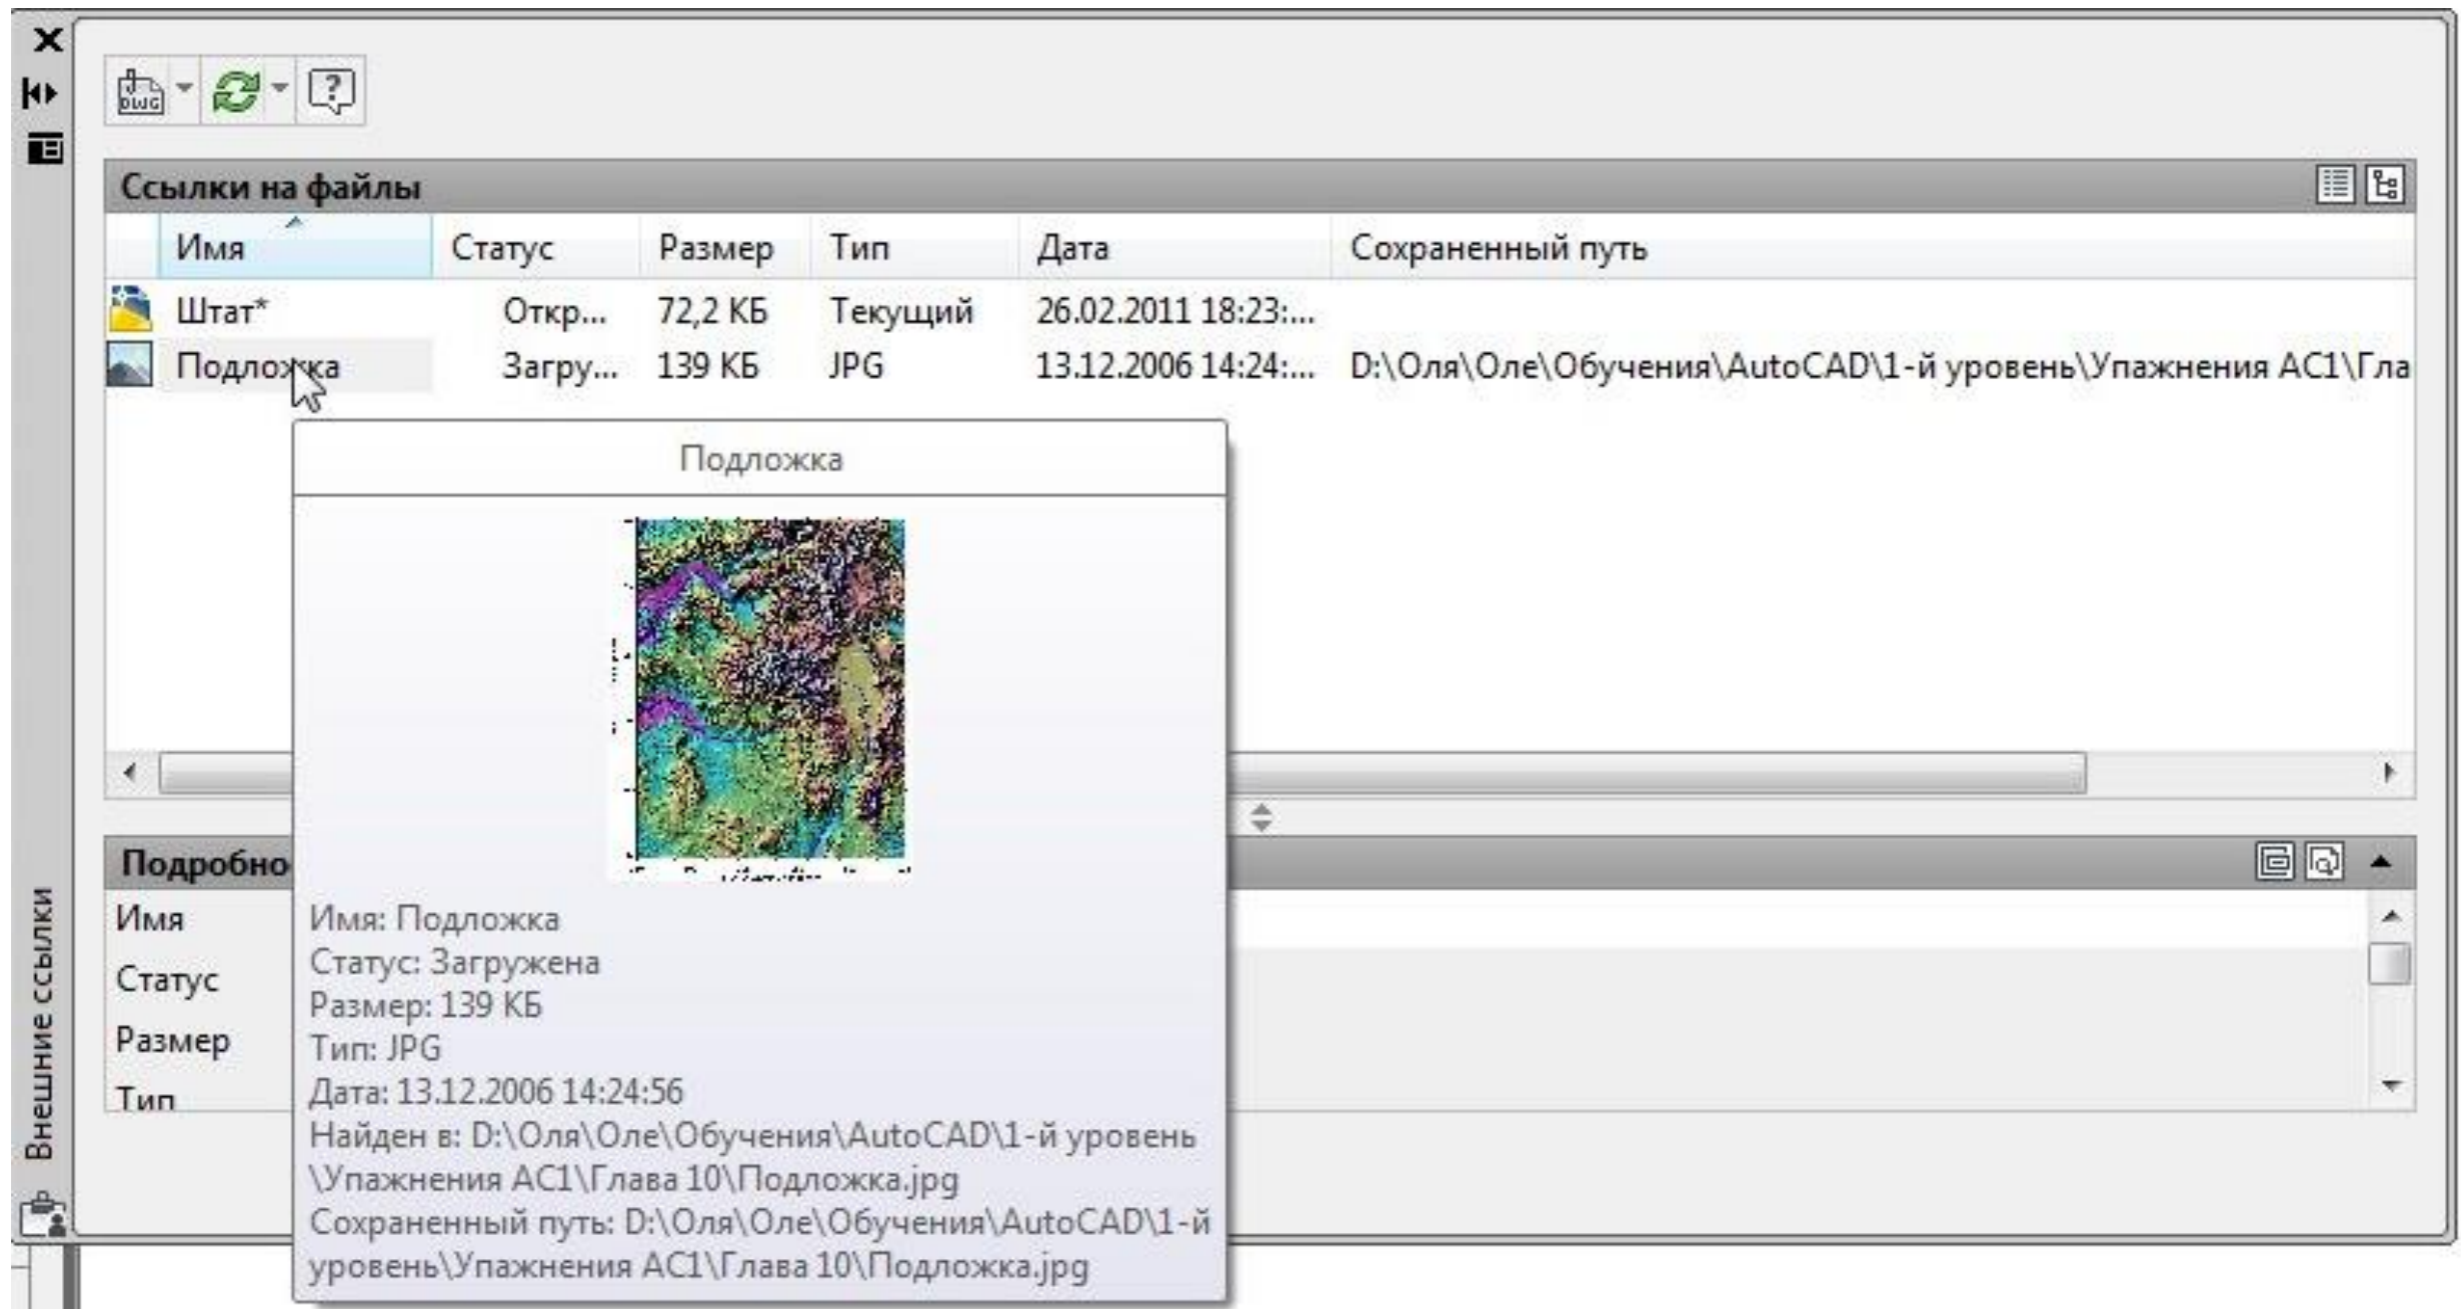 DWG
Ссылки на файлы
Имя Статус Размер Тип Дата Сохраненный путь
Штат* Откр... 72,2 КБ Текущий 26.02.2011 18:23:...
Подложка Загру... 139 КБ JPG 13.12.2006 14:24:... D:\Оля\Оле\Обучения\AutoCAD\1-й уровень\Упажнения АС1\Гла
Подложка
Подробно
Имя
Статус
Размер
Тип
Имя: Подложка
Статус: Загружена
Размер: 139 КБ
Тип: JPG
Дата: 13.12.2006 14:24:56
Найден в: D:\Оля\Оле\Обучения\AutoCAD\1-й уровень
\Упажнения АС1\Глава 10\Подложка.jpg
Сохраненный путь: D:\Оля\Оле\Обучения\AutoCAD\1-й
уровень\Упажнения АС1\Глава 10\Подложка.jpg
Внешние ссылки